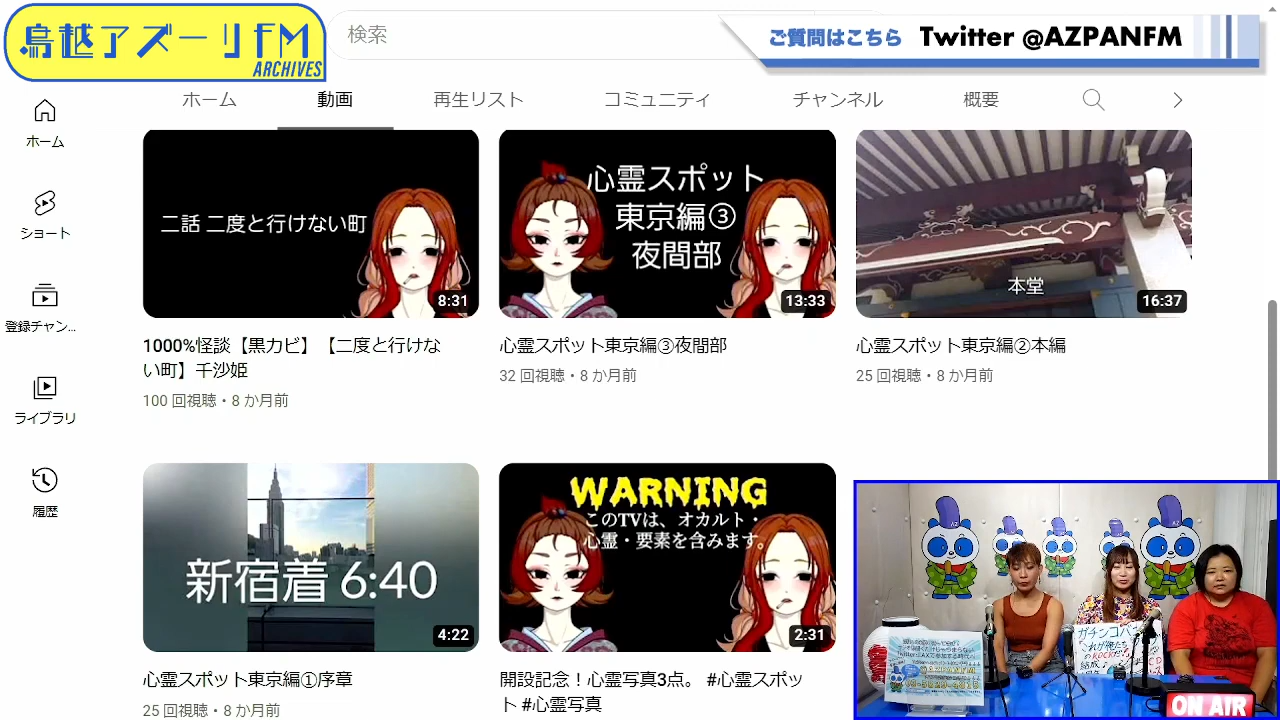 鳥越アズーリFM
ARCHIVES
検索
ご質問はこちら Twitter @AZPANFM
ホーム
動画
再生リスト
コミュニティ
チャンネル
概要
ホーム
ショート
登録チャン...
ライブラリ
履歴
二話 二度と行けない町
8:31
心霊スポット
東京編③
夜間部
13:33
本堂
16:37
1000%怪談【黒カビ】【二度と行けな
い町】千沙姫
100 回視聴・8 か月前
心霊スポット東京編③夜間部
32 回視聴・8 か月前
心霊スポット東京編②本編
25 回視聴・8 か月前
新宿着 6:40
4:22
WARNING
このTVは、オカルト・
心霊・要素を含みます。
2:31
心霊スポット東京編①序章
25 回視聴・8 か月前
開設記念！心霊写真3点。 #心霊スポッ
ト #心霊写真
ガチンコバ
ON AIR